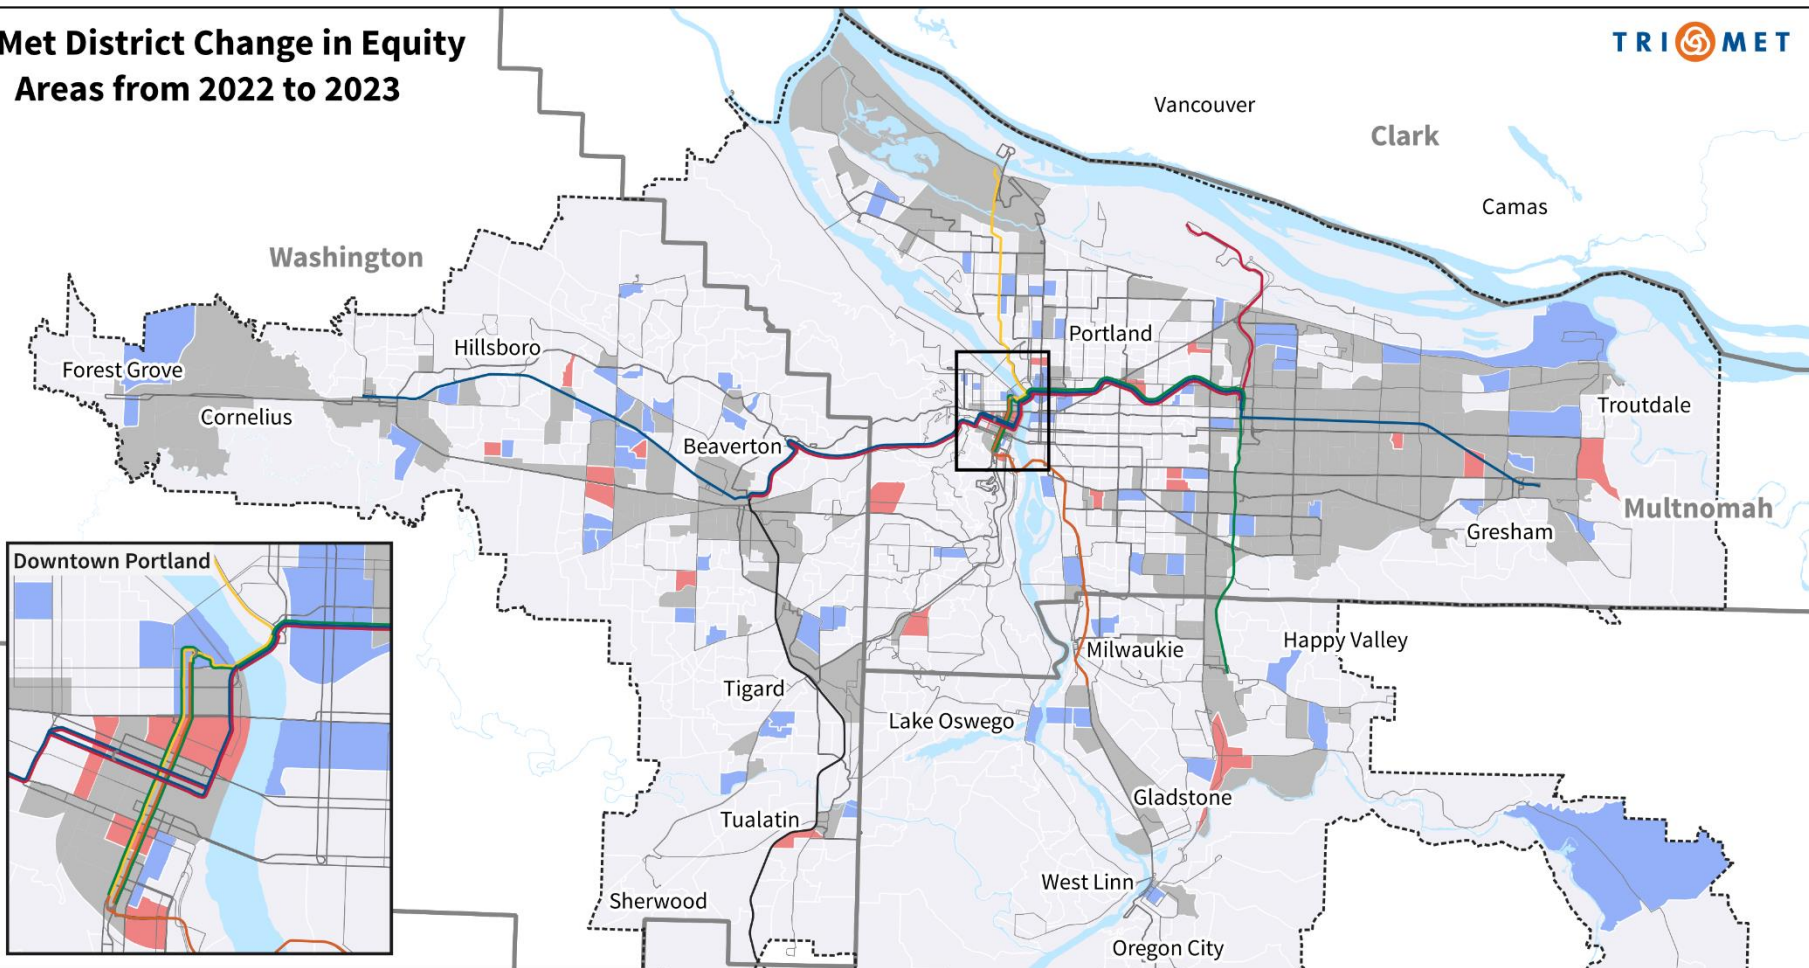 Met District Change in Equity
Areas from 2022 to 2023
TRI MET
Vancouver
Clark
Camas
Washington
Portland
Hillsboro
Forest Grove
Cornelius
Troutdale
Beaverton
Multnomah
Gresham
Downtown Portland
Happy Valley
Milwaukie
Tigard
Lake Oswego
Gladstone
Tualatin
West Linn
Sherwood
Oregon City